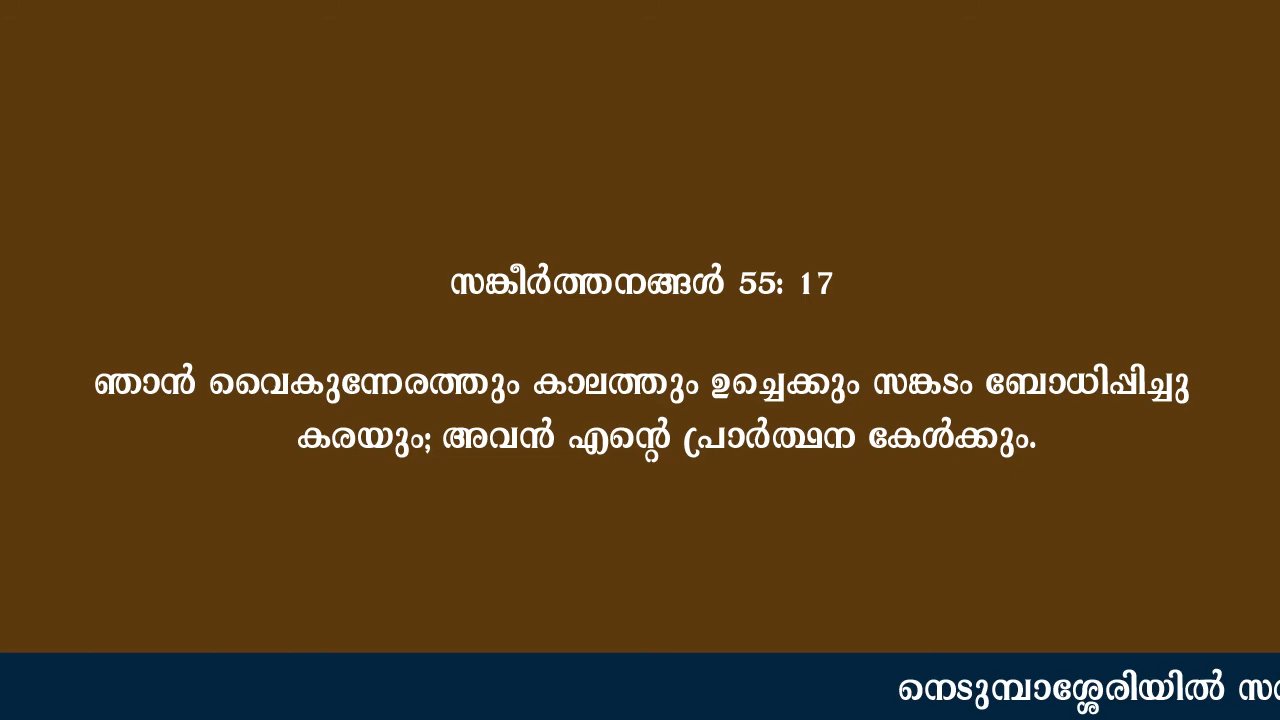 സങ്കീർത്തനങ്ങൾ 55: 17
ഞാൻ വൈകുന്നേരത്തും കാലത്തും ഉച്ചെക്കും സങ്കടം ബോധിപ്പിച്ചു
കരയും; അവൻ എന്റെ പ്രാർത്ഥന കേൾക്കും.
നെടുമ്പാശ്ശേരിയിൽ